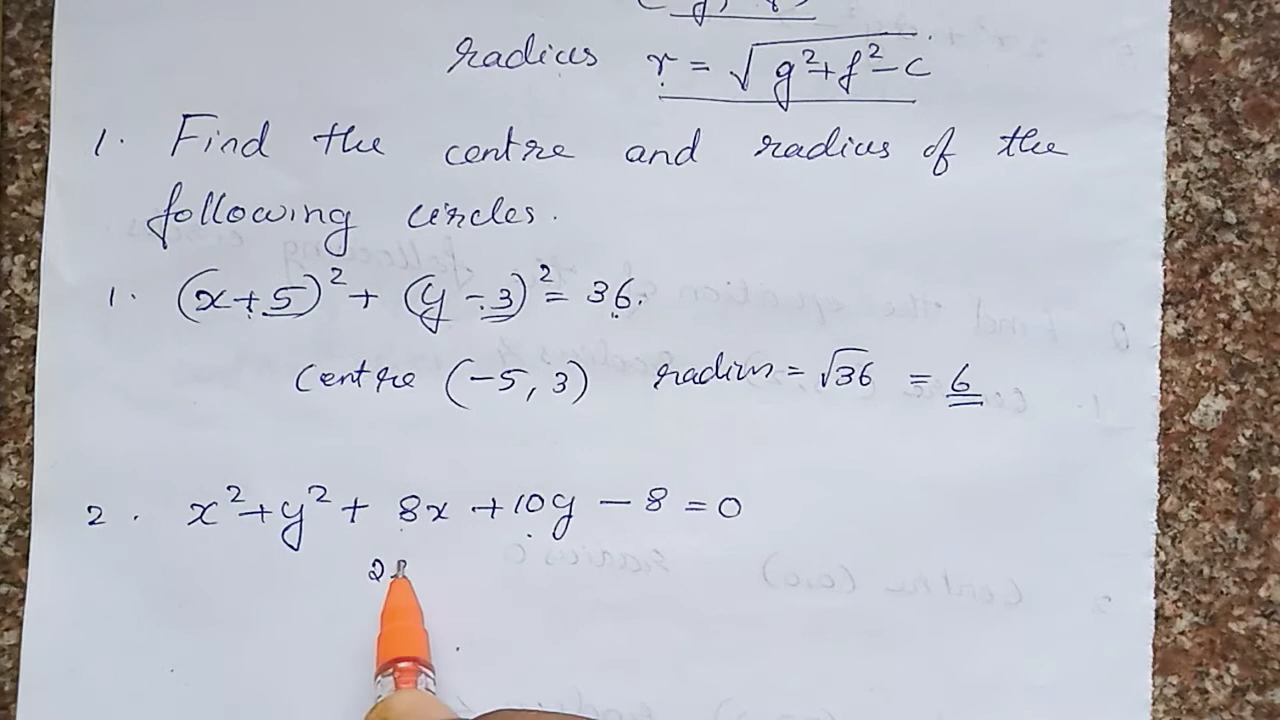 radius r = √g²+f²-c
1. Find the centre and radius of the
following circles.
1. (x+5)² + (y-3)² = 36.
Centre (-5, 3) radius = √36 = 6
2. x²+y²+ 8x +10y - 8 = 0